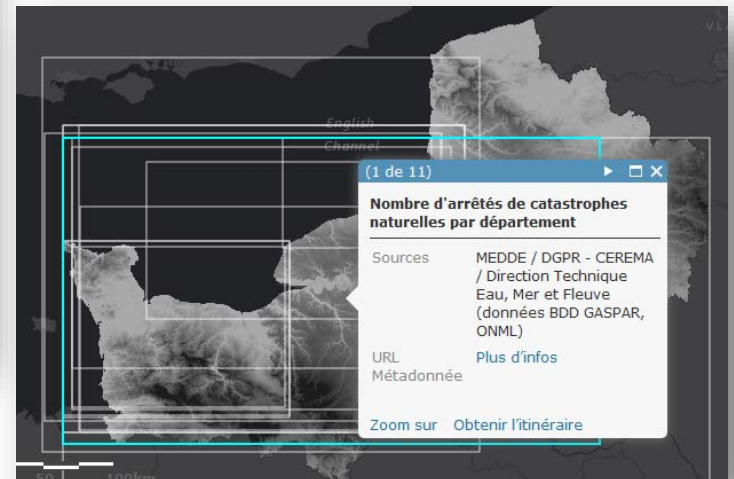 VL
English
Channel
(1 de 11)
Nombre d'arrêtés de catastrophes
naturelles par département
Sources
MEDDE / DGPR - CEREMA
/ Direction Technique
Eau, Mer et Fleuve
(données BDD GASPAR,
ONML)
URL
Métadonnée
Plus d'infos
Zoom sur Obtenir l'itinéraire
50 100km